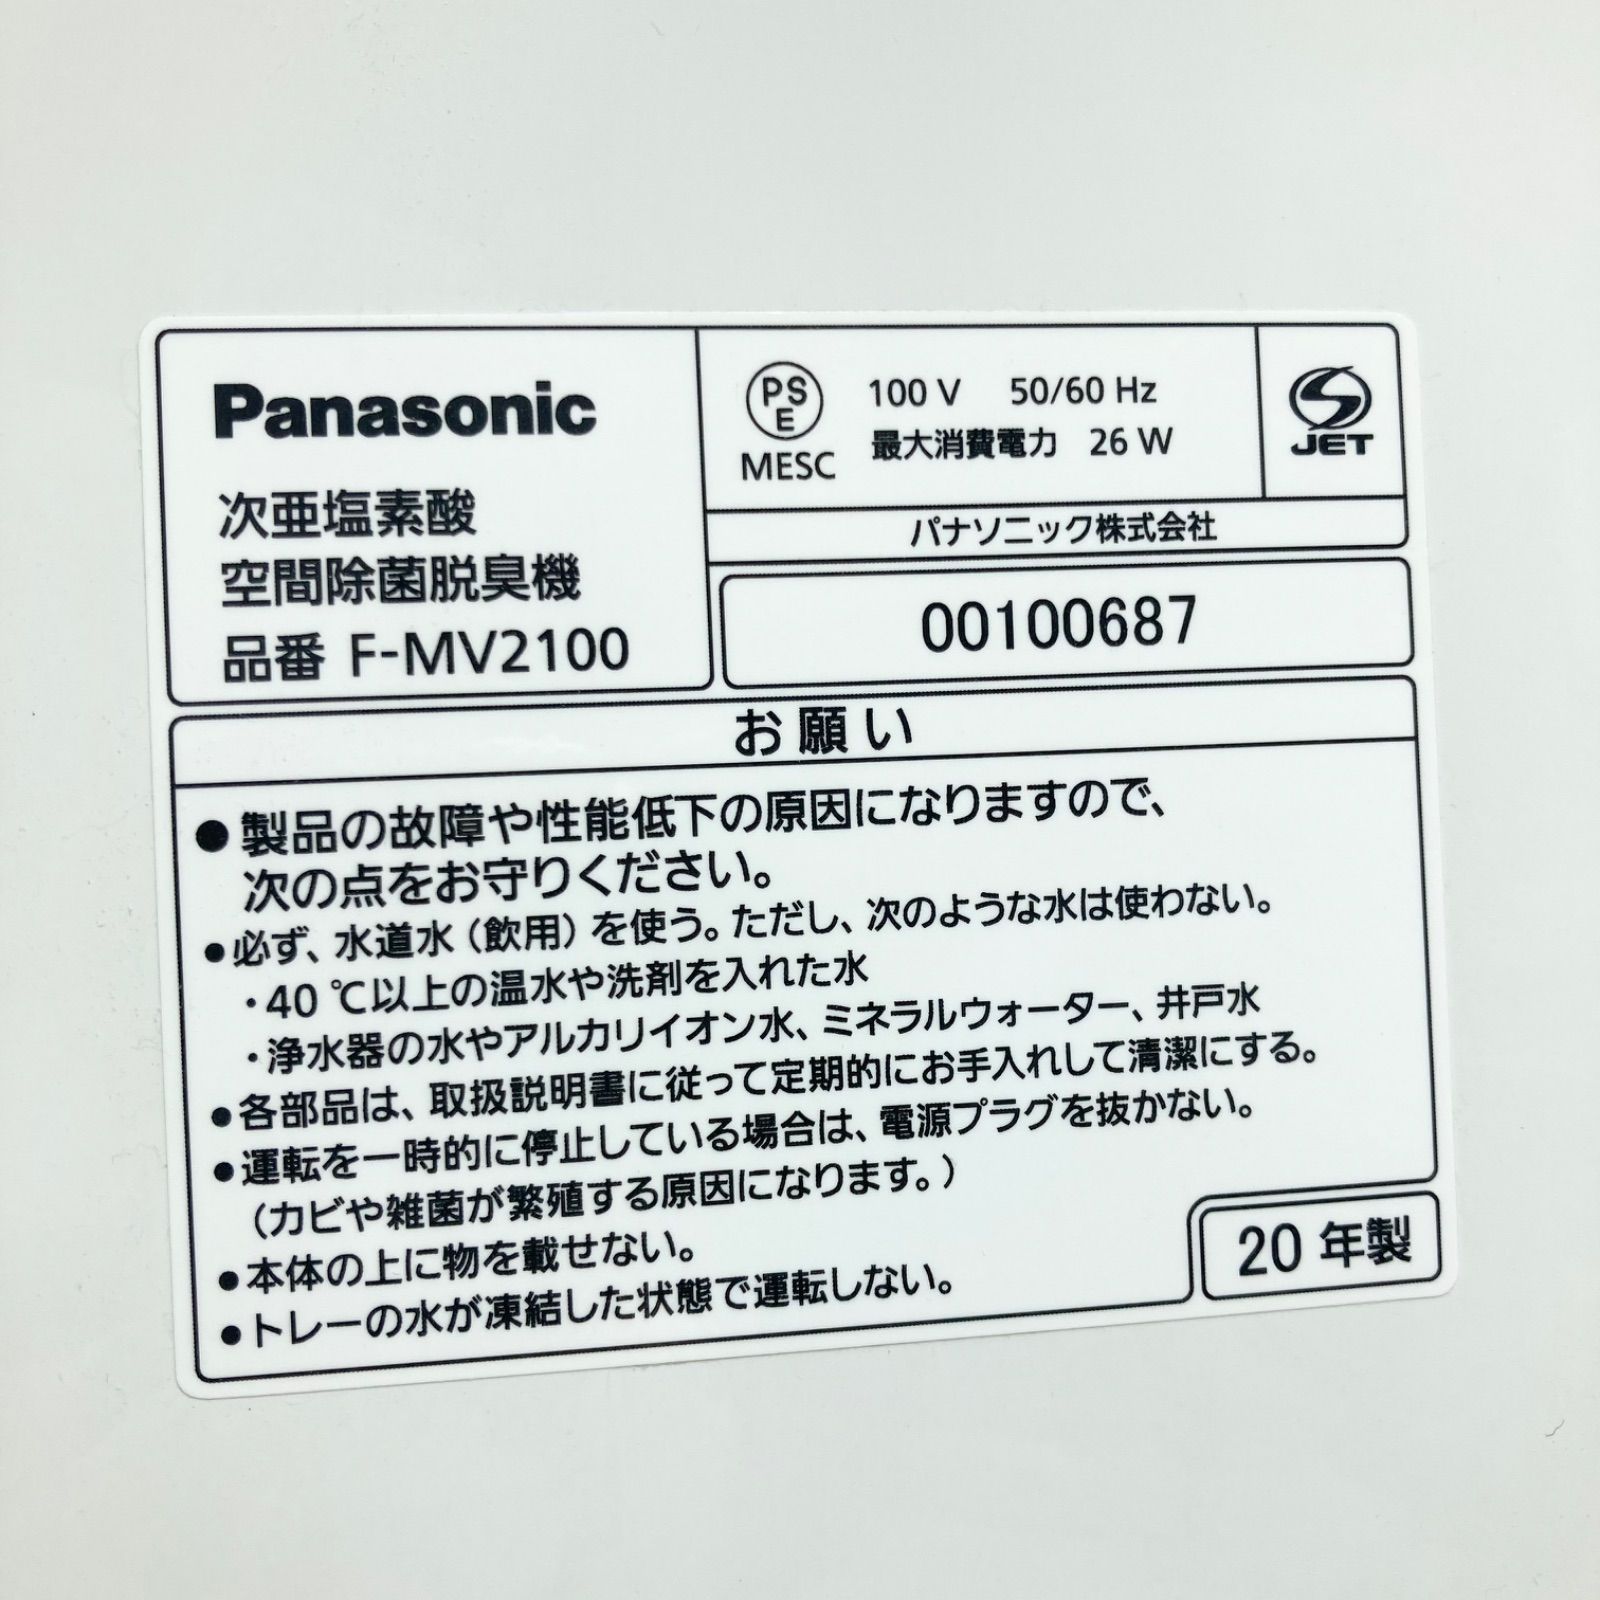 Panasonic
次亜塩素酸
空間除菌脱臭機
品番 F-MV2100
PS
E
MESC
100 V 50/60 Hz
最大消費電力 26 W
JET
パナソニック株式会社
00100687
お願い
●製品の故障や性能低下の原因になりますので、
次の点をお守りください。
●必ず、水道水（飲用）を使う。ただし、次のような水は使わない。
・40 ℃以上の温水や洗剤を入れた水
・浄水器の水やアルカリイオン水、ミネラルウォーター、井戸水
●各部品は、取扱説明書に従って定期的にお手入れして清潔にする。
●運転を一時的に停止している場合は、電源プラグを抜かない。
（カビや雑菌が繁殖する原因になります。）
●本体の上に物を載せない。
●トレーの水が凍結した状態で運転しない。
20 年製